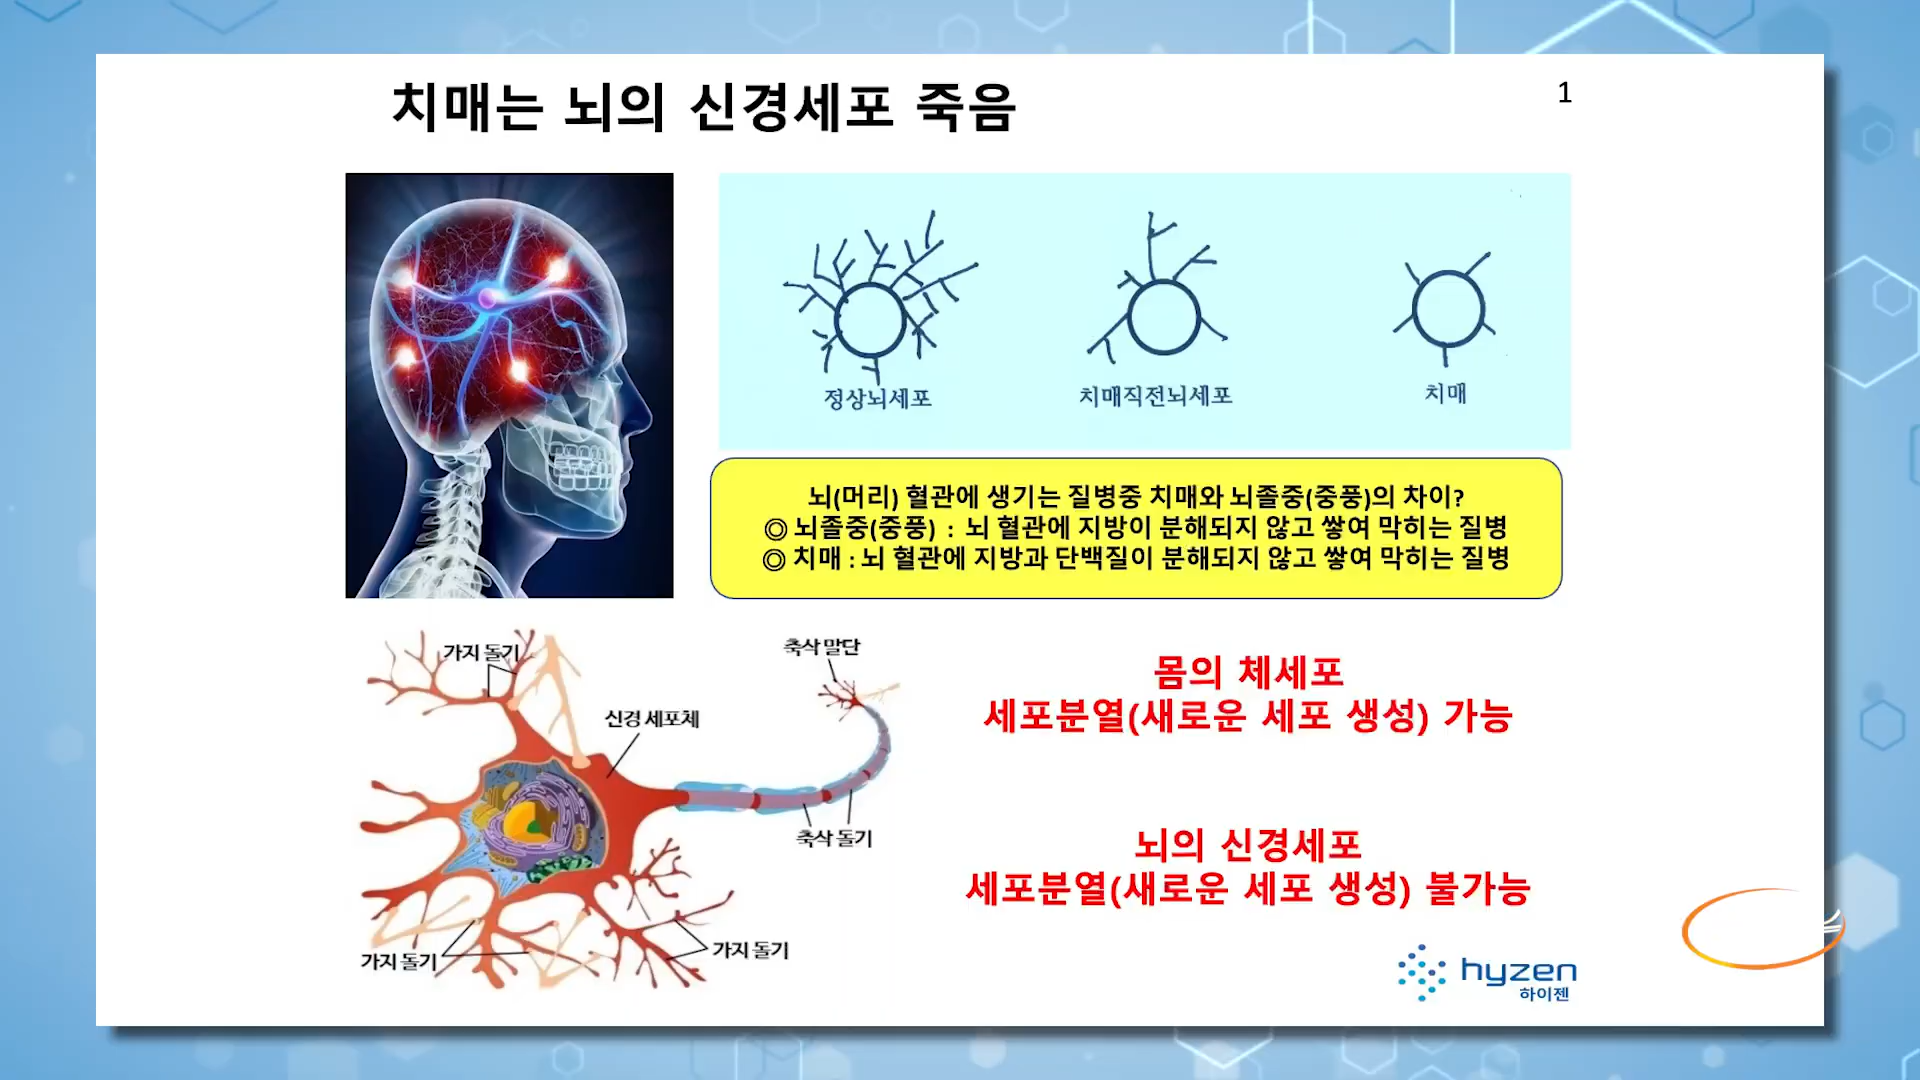 치매는 뇌의 신경세포 죽음
1
정상뇌세포
치매직전뇌세포
치매
뇌(머리) 혈관에 생기는 질병중 치매와 뇌졸중(중풍)의 차이?
◎ 뇌졸중(중풍) : 뇌 혈관에 지방이 분해되지 않고 쌓여 막히는 질병
◎ 치매 : 뇌 혈관에 지방과 단백질이 분해되지 않고 쌓여 막히는 질병
가지 돌기
축삭 말단
신경 세포체
축삭 돌기
가지 돌기
가지 돌기
몸의 체세포
세포분열(새로운 세포 생성) 가능
뇌의 신경세포
세포분열(새로운 세포 생성) 불가능
hyzen
하이젠